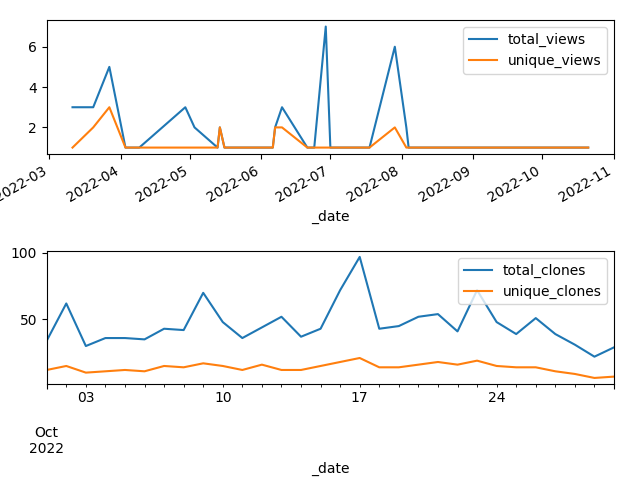 total_views
unique_views
6
4
2
2022-03
2022-04
2022-05
2022-06
2022-07
2022-08
2022-09
2022-10
2022-11
_date
total_clones
unique_clones
100
50
03
10
17
24
Oct
2022
_date